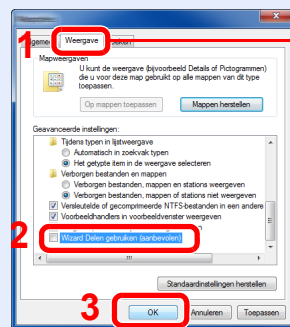 1
Weergave
Mapweergaven
U kunt de weergave (bijvoorbeeld Details of Pictogrammen)
die u voor deze map gebruikt op alle mappen van dit type
toepassen.
Op mappen toepassen
Mappen herstellen
Geavanceerde instellingen:
Tijdens typen in lijstweergave
Automatisch in zoekvak typen
Het getypte item in de weergave selecteren
Verborgen bestanden en mappen
Verborgen bestanden, mappen en stations weergeven
Verborgen bestanden, mappen of stations niet weergeven
Versleutelde of gecomprimeerde NTFS-bestanden in een andere
Voorbeeldhandlers in voorbeeldvenster weergeven
2
Wizard Delen gebruiken (aanbevolen)
Standaardinstellingen herstellen
3
OK
Annuleren
Toepassen